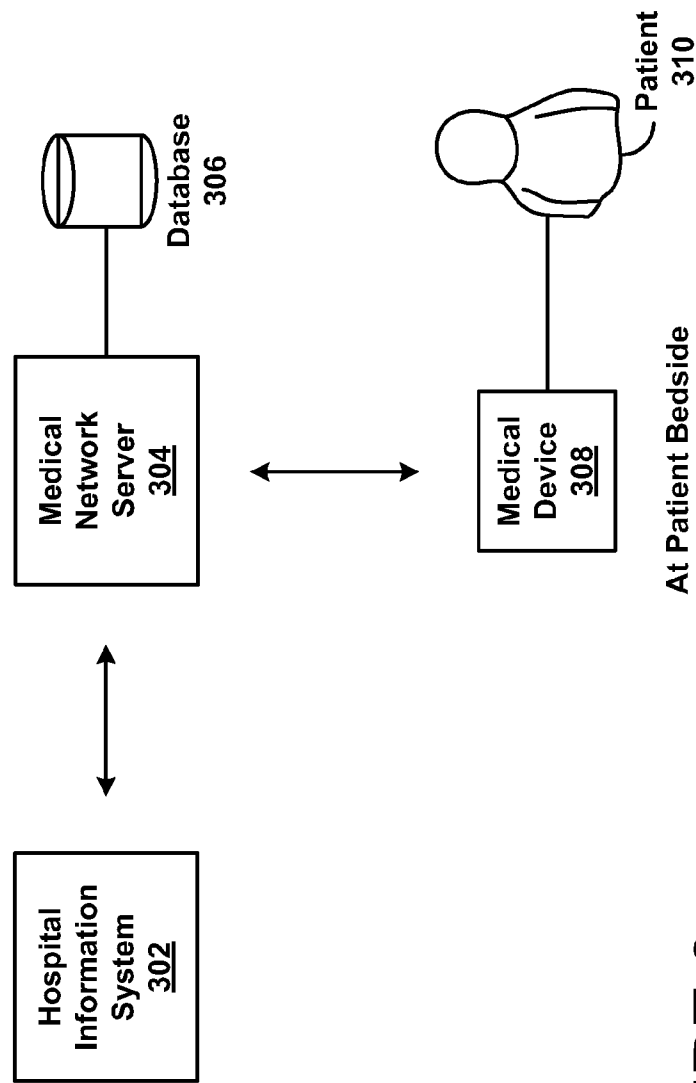 Hospital
Information
System
302
Medical
Network
Server
304
Database
306
Medical
Device
308
Patient
310
At Patient Bedside